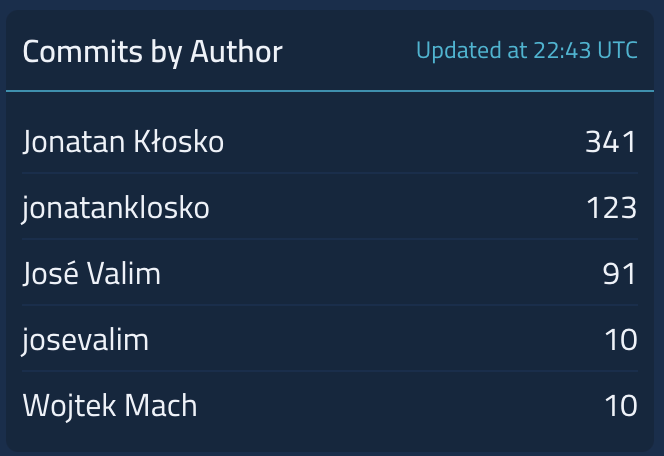 Commits by Author Updated at 22:43 UTC
Jonatan Kłosko 341
jonatanklosko 123
José Valim 91
josevalim 10
Wojtek Mach 10